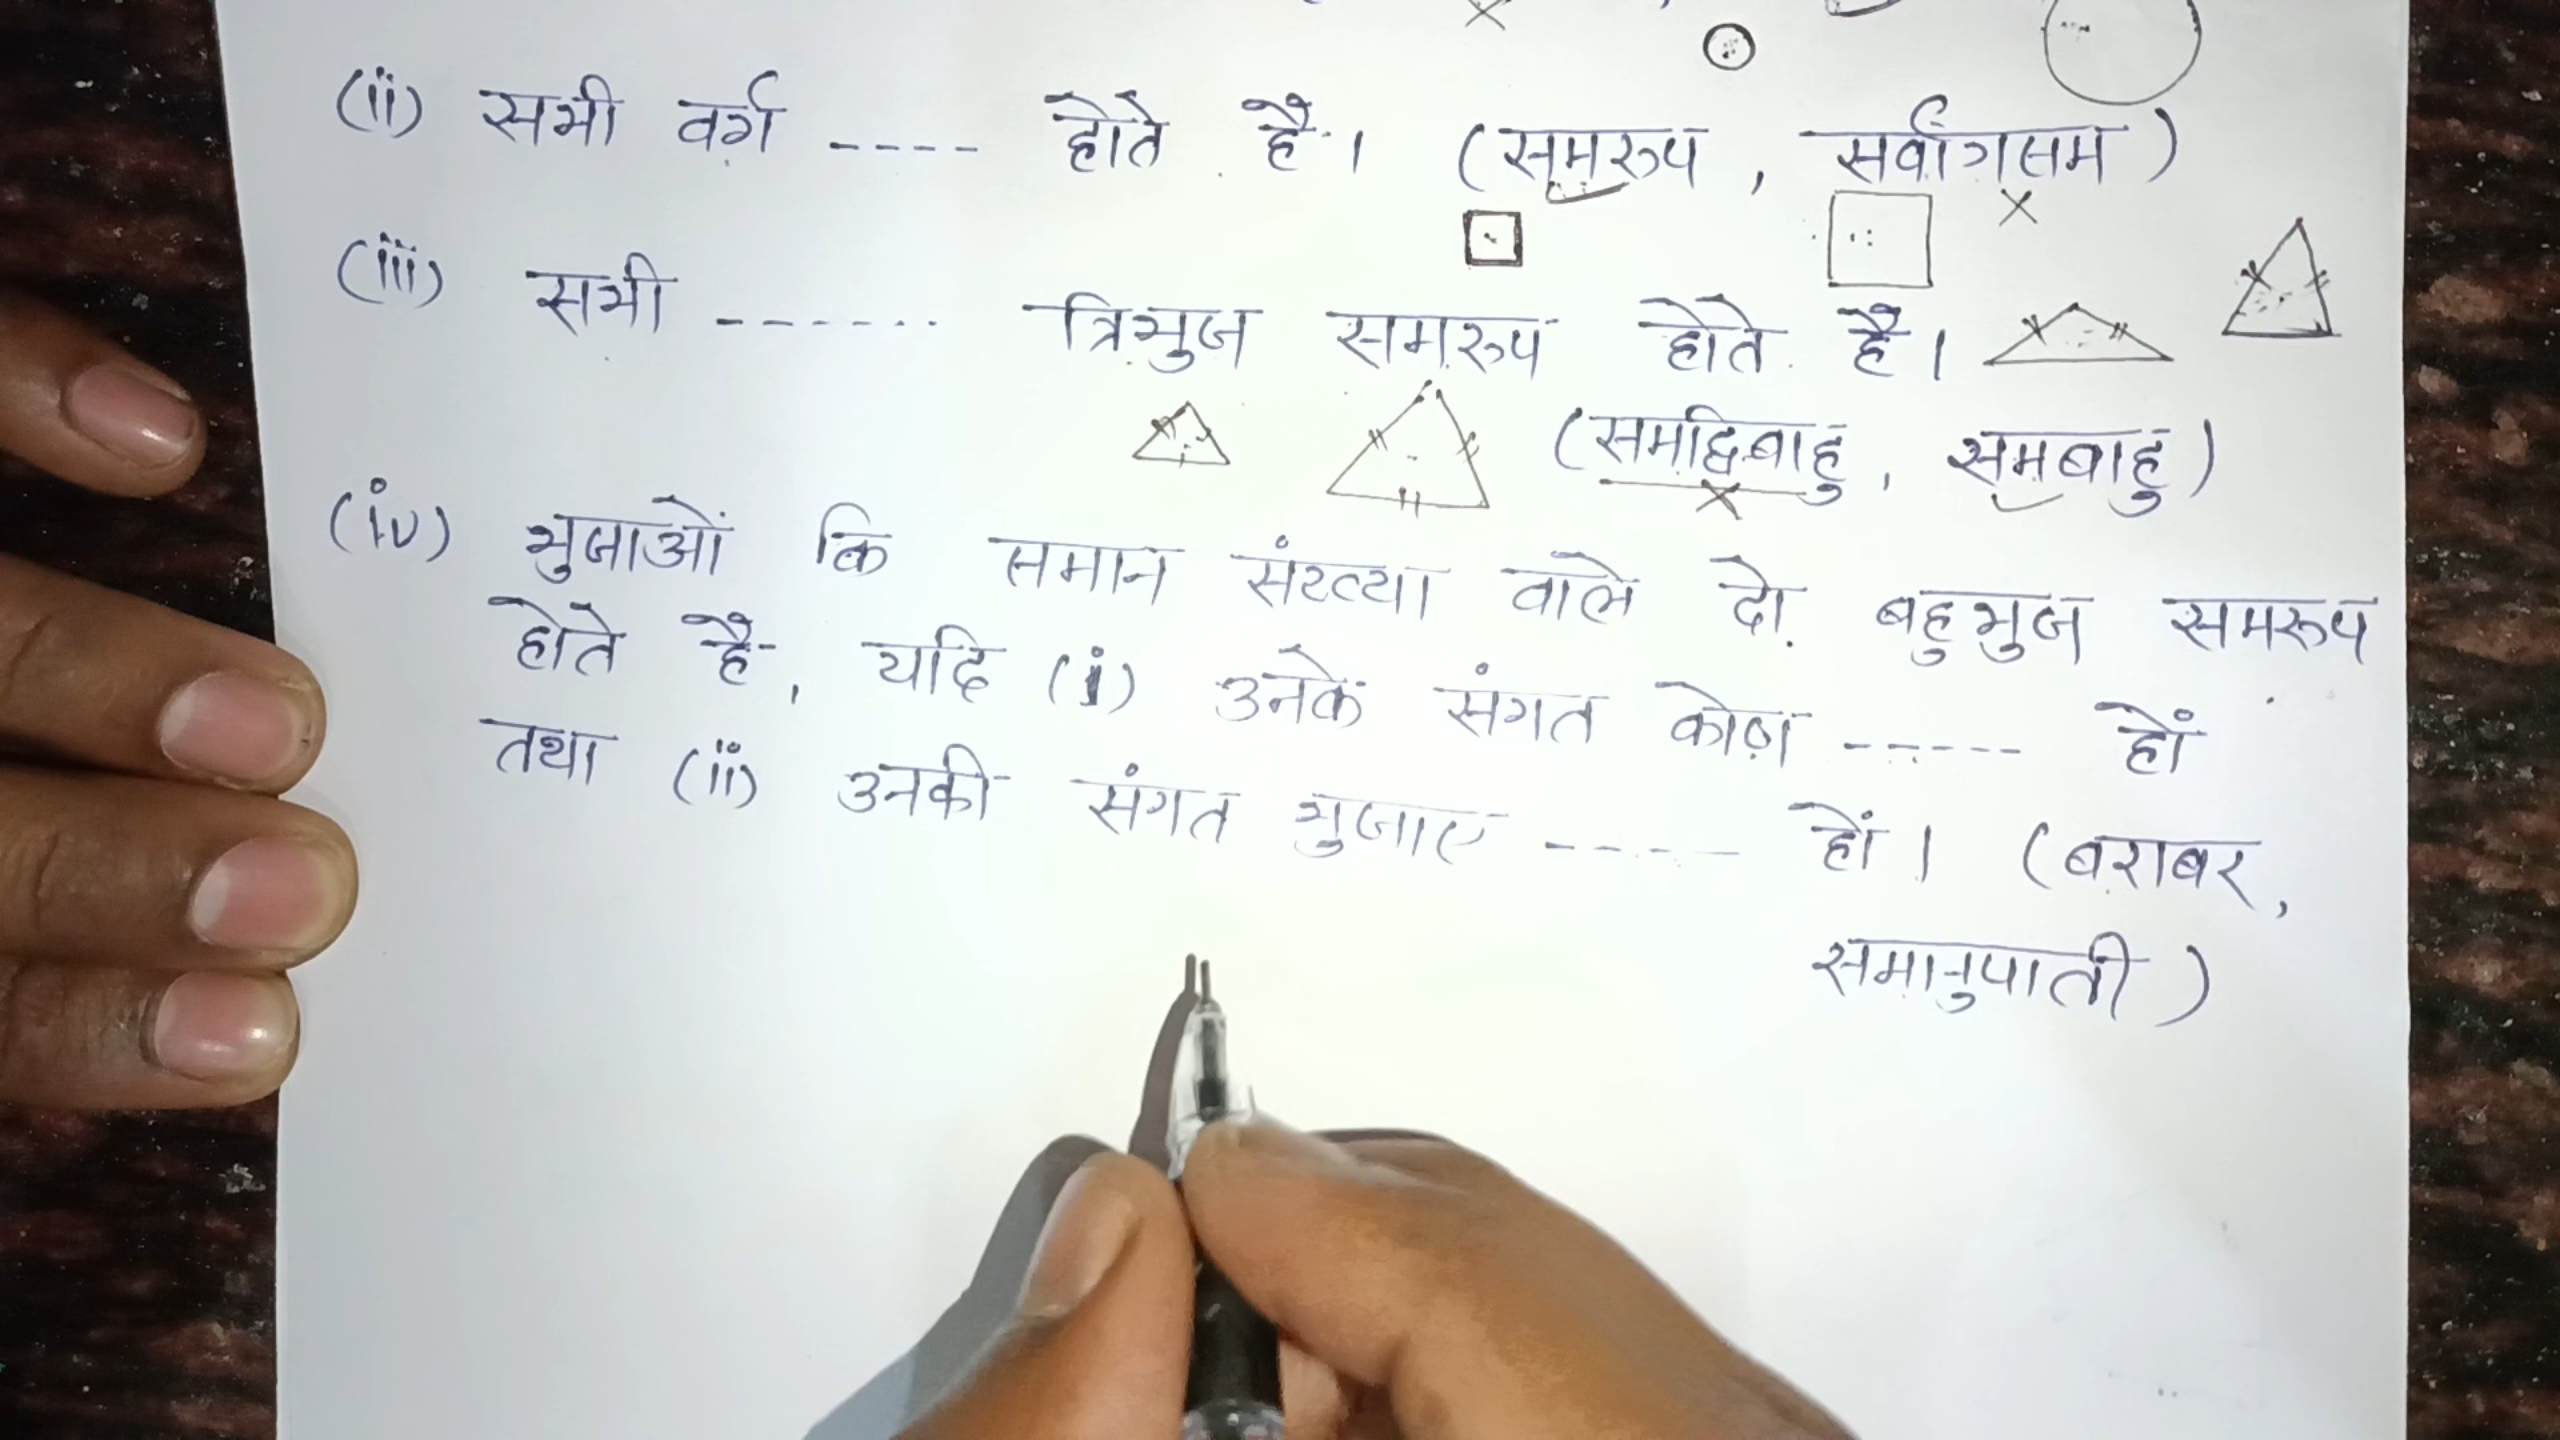 (ii) सभी वर्ग ---- होते है। (समरुप, सर्वांगसम)
(iii) सभी ------- त्रिभुज समरुप होते है।
(समद्विबाहु, समबाहु)
(iv) भुजाओं कि समान संख्या वाले दो बहुभुज समरुप
होते है, यदि (i) उनके संगत कोण ----- हों
तथा (ii) उनकी संगत भुजाए ----- हों। (बराबर,
समानुपाती)